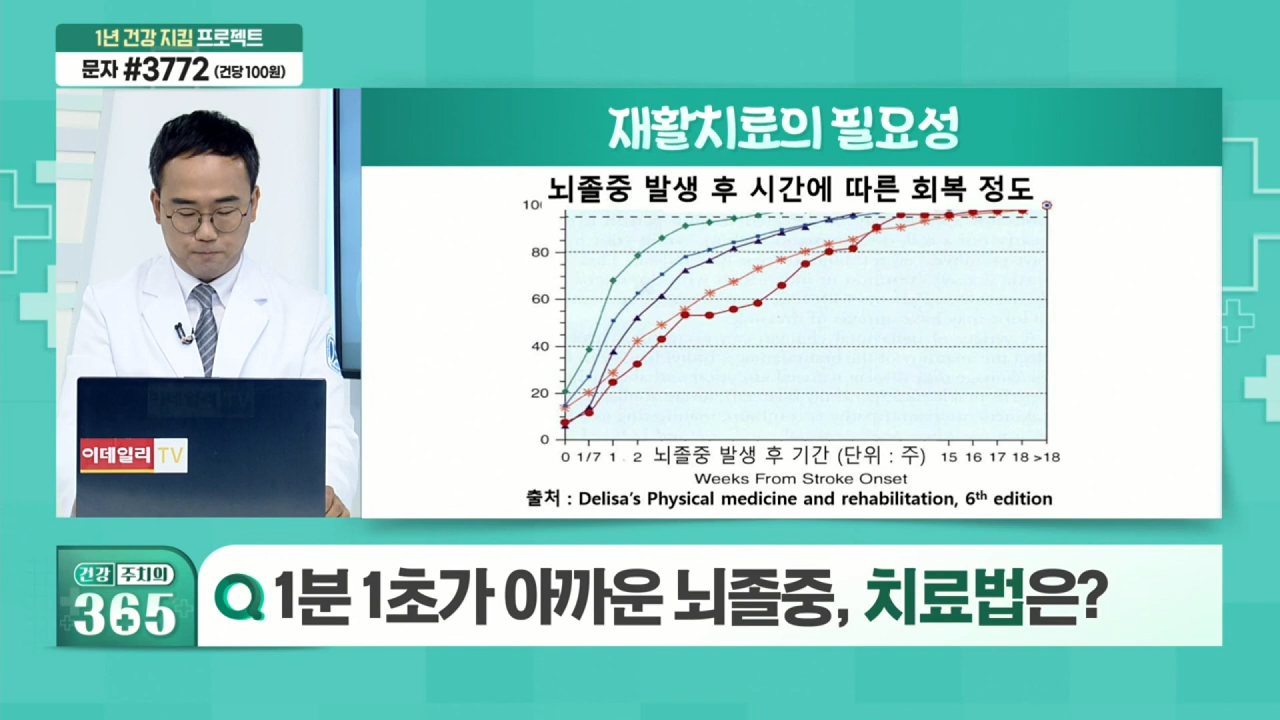 1년 건강 지킴 프로젝트
문자 #3772 (건당 100원)
재활치료의 필요성
뇌졸중 발생 후 시간에 따른 회복 정도
80
60
40
20
0
0 1/7 1 2 뇌졸중 발생 후 기간 (단위 : 주) 15 16 17 18 >18
Weeks From Stroke Onset
출처 : Delisa's Physical medicine and rehabilitation, 6th edition
이데일리 TV
건강 주치의
365
Q 1분 1초가 아까운 뇌졸중, 치료법은?